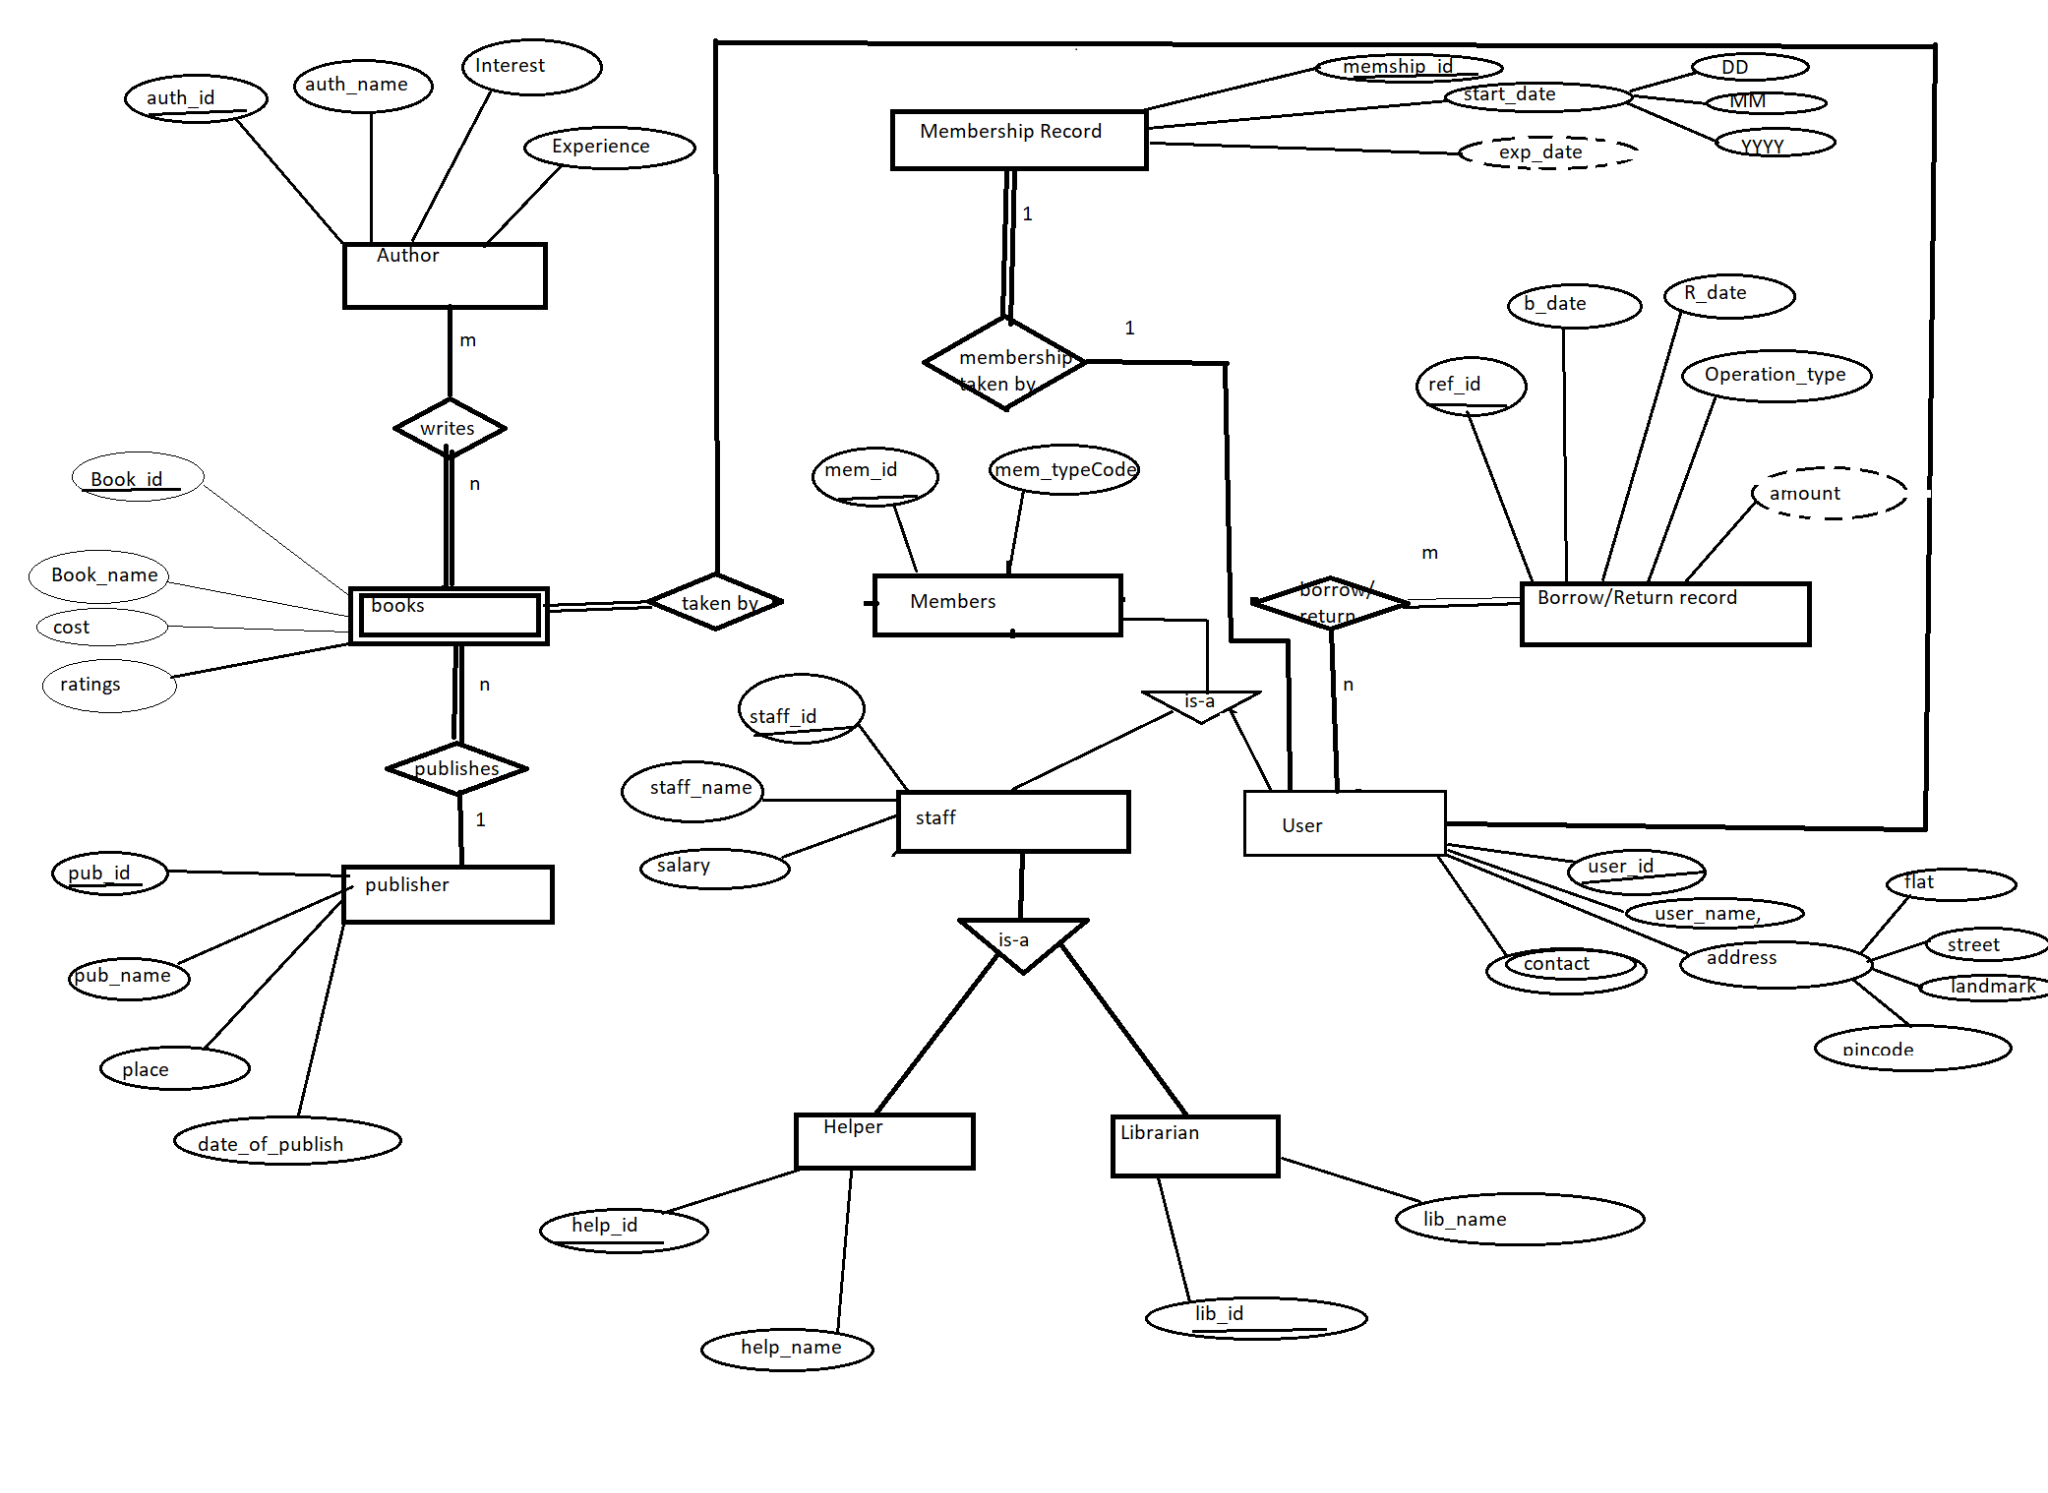 Interest
auth_name
auth_id
Experience
Author
m
writes
n
Book_id
Book_name
cost
ratings
books
taken by
n
publishes
1
publisher
pub_id
pub_name
place
date_of_publish
Membership Record
memship_id
start_date
exp_date
DD
MM
YYYY
1
membership
taken by
1
mem_id
mem_typeCode
Members
is-a
b_date
R_date
ref_id
Operation_type
amount
m
borrow/
return
Borrow/Return record
n
staff_id
staff_name
salary
staff
User
user_id
user_name,
contact
address
flat
street
landmark
pincode
is-a
Helper
Librarian
help_id
help_name
lib_name
lib_id